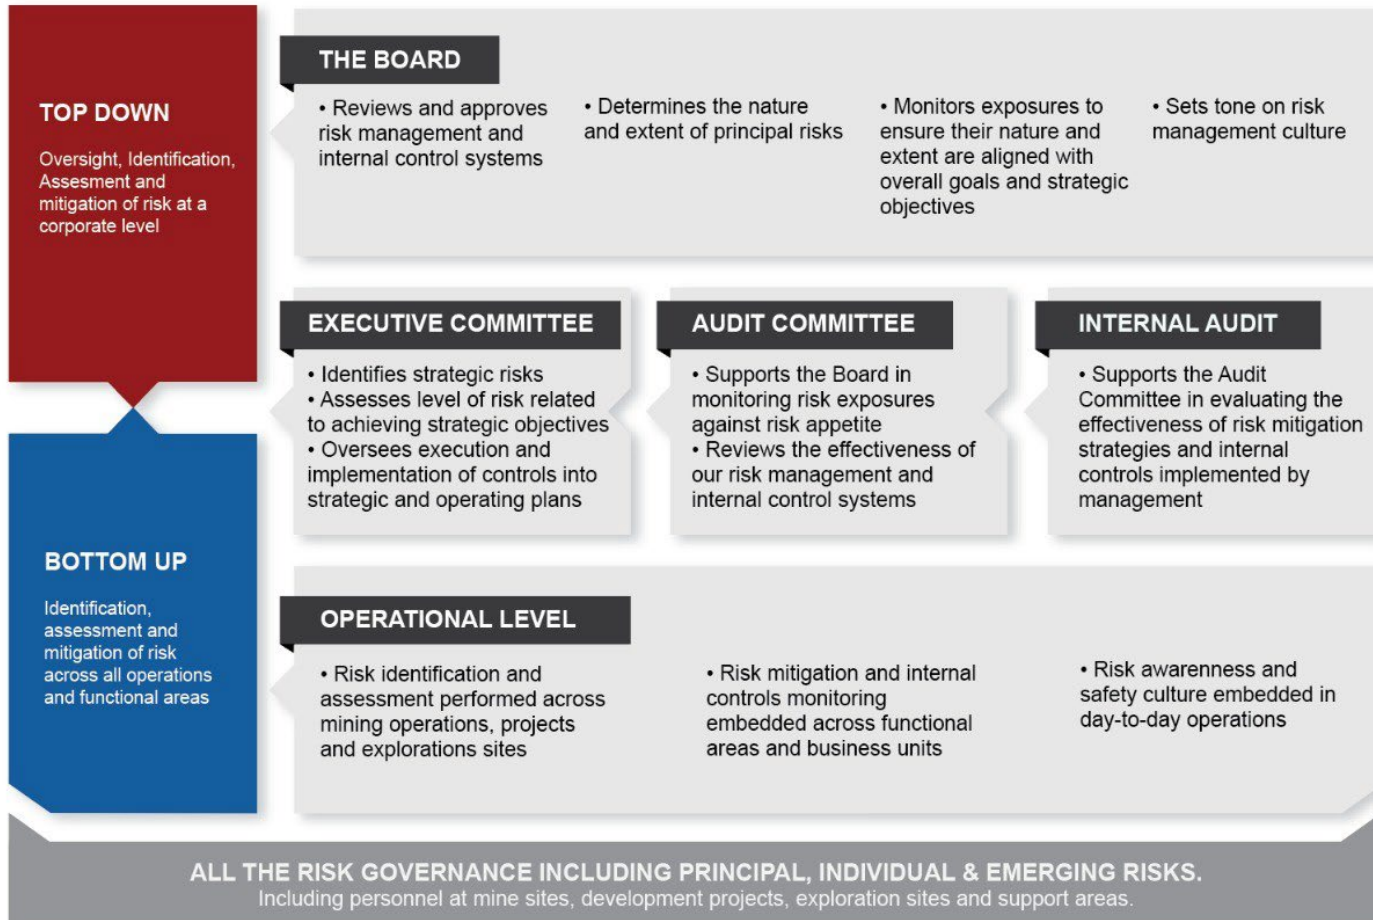 TOP DOWN
Oversight, Identification,
Assesment and
mitigation of risk at a
corporate level
THE BOARD
• Reviews and approves
risk management and
internal control systems
• Determines the nature
and extent of principal risks
• Monitors exposures to
ensure their nature and
extent are aligned with
overall goals and strategic
objectives
• Sets tone on risk
management culture
EXECUTIVE COMMITTEE
• Identifies strategic risks
• Assesses level of risk related
to achieving strategic objectives
• Oversees execution and
implementation of controls into
strategic and operating plans
AUDIT COMMITTEE
• Supports the Board in
monitoring risk exposures
against risk appetite
• Reviews the effectiveness of
our risk management and
internal control systems
INTERNAL AUDIT
• Supports the Audit
Committee in evaluating the
effectiveness of risk mitigation
strategies and internal
controls implemented by
management
BOTTOM UP
Identification,
assessment and
mitigation of risk
across all operations
and functional areas
OPERATIONAL LEVEL
• Risk identification and
assessment performed across
mining operations, projects
and explorations sites
• Risk mitigation and internal
controls monitoring
embedded across functional
areas and business units
• Risk awarenness and
safety culture embedded in
day-to-day operations
ALL THE RISK GOVERNANCE INCLUDING PRINCIPAL, INDIVIDUAL & EMERGING RISKS.
Including personnel at mine sites, development projects, exploration sites and support areas.